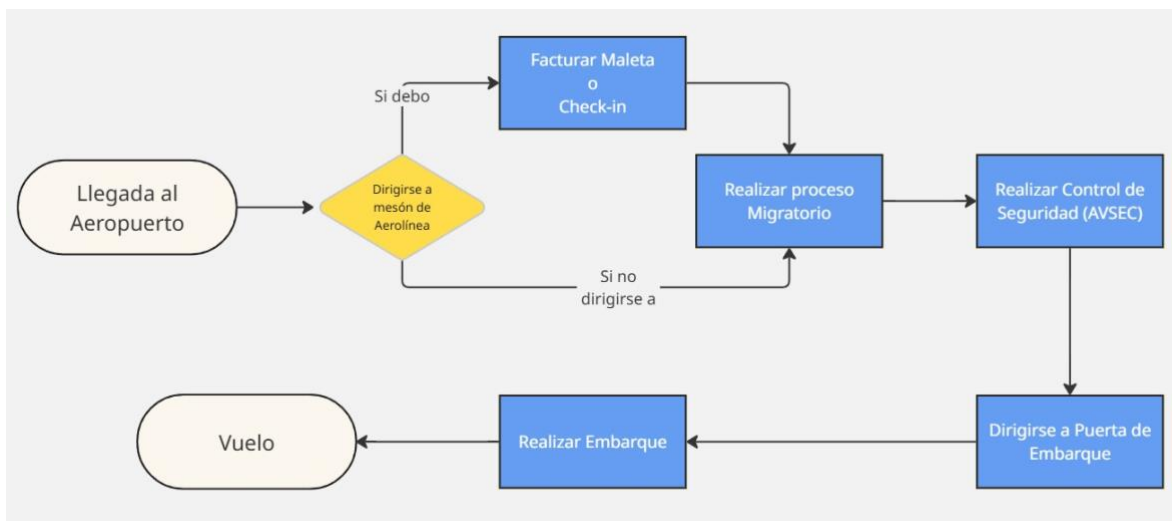 Facturar Maleta
o
Check-in
Si debo
Llegada al
Aeropuerto
Dirigirse a
mesón de
Aerolínea
Realizar proceso
Migratorio
Realizar Control de
Seguridad (AVSEC)
Si no
dirigirse a
Vuelo
Realizar Embarque
Dirigirse a Puerta de
Embarque